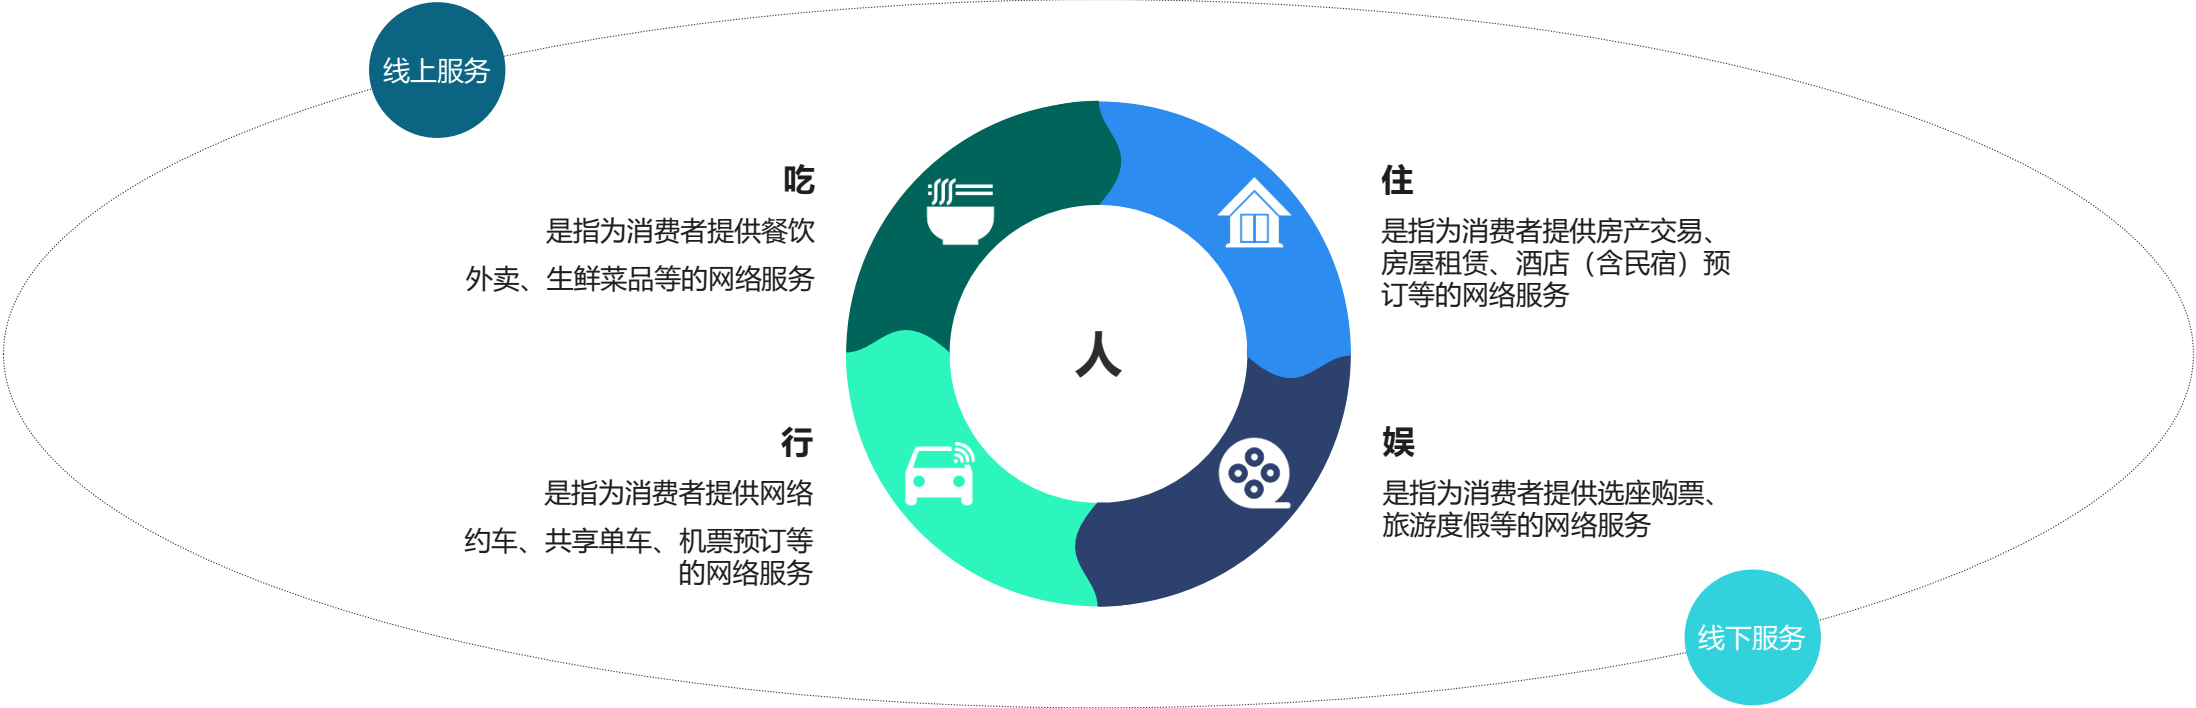 线上服务
吃
是指为消费者提供餐饮
外卖、生鲜菜品等的网络服务
住
是指为消费者提供房产交易、
房屋租赁、酒店（含民宿）预
订等的网络服务
人
行
是指为消费者提供网络
约车、共享单车、机票预订等
的网络服务
娱
是指为消费者提供选座购票、
旅游度假等的网络服务
线下服务